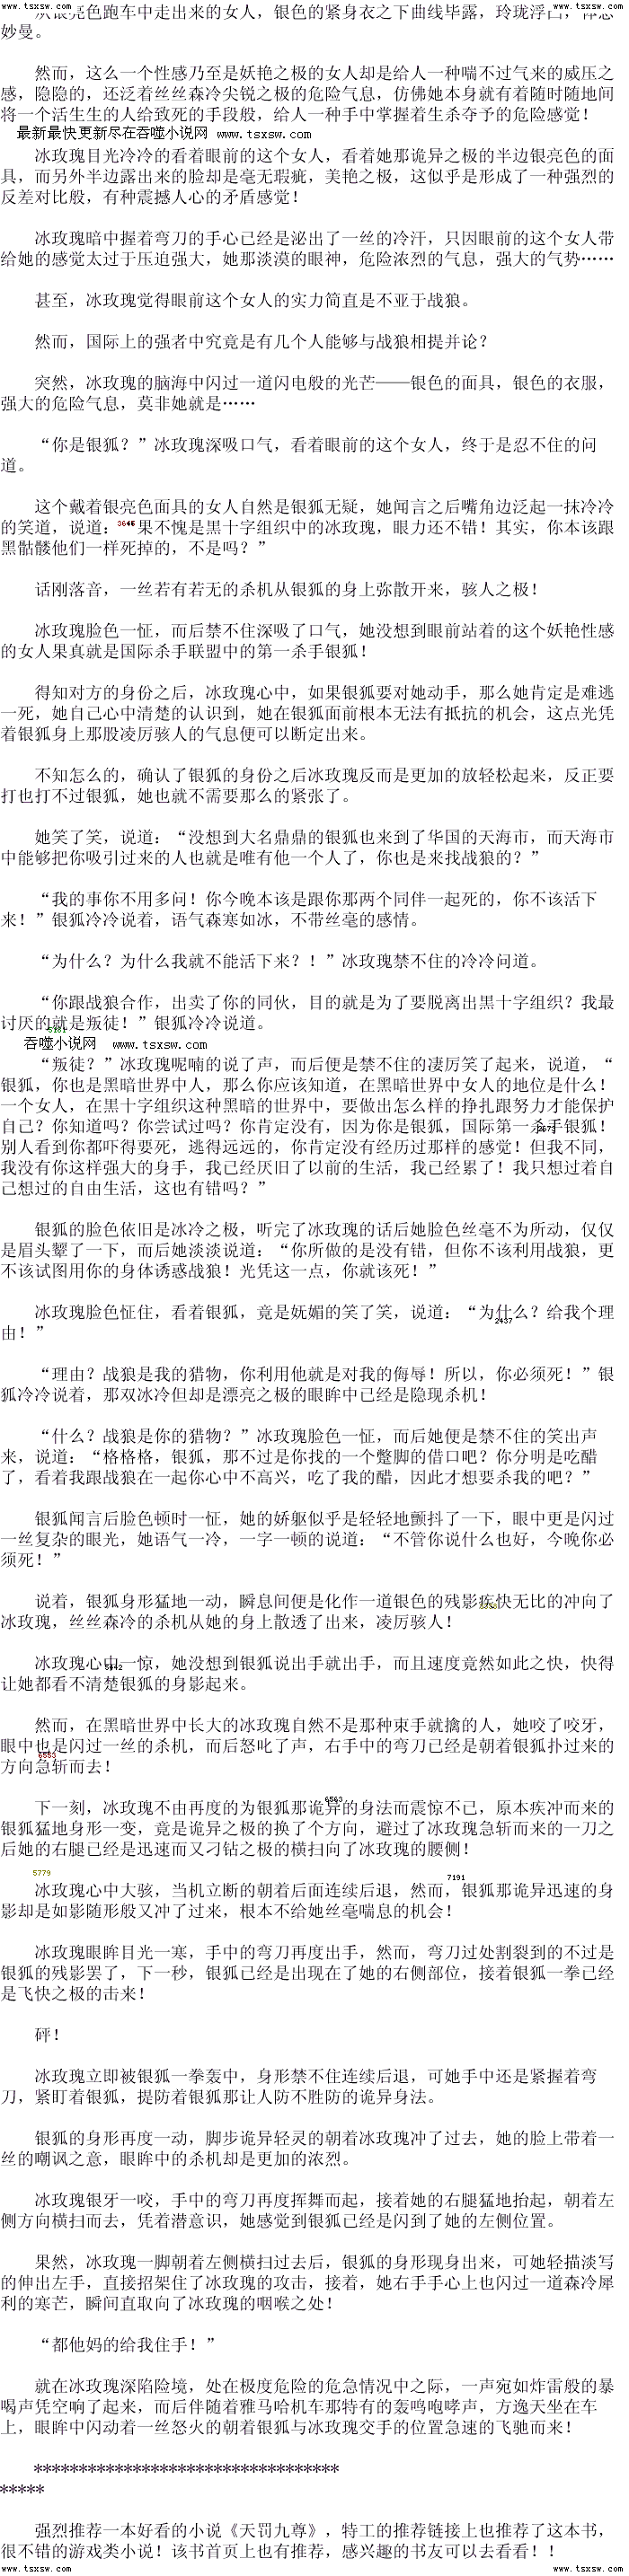 www.tsxsw.com www.tsxsw.com
从银亮色跑车中走出来的女人，银色的紧身衣之下曲线毕露，玲珑浮凸，体态
妙曼。
然而，这么一个性感乃至是妖艳之极的女人却是给人一种喘不过气来的威压之
感，隐隐的，还泛着丝丝森冷尖锐之极的危险气息，仿佛她本身就有着随时随地间
将一个活生生的人给致死的手段般，给人一种手中掌握着生杀夺予的危险感觉！
最新最快更新尽在吞噬小说网 www.tsxsw.com
冰玫瑰目光冷冷的看着眼前的这个女人，看着她那诡异之极的半边银亮色的面
具，而另外半边露出来的脸却是毫无瑕疵，美艳之极，这似乎是形成了一种强烈的
反差对比般，有种震撼人心的矛盾感觉！
冰玫瑰暗中握着弯刀的手心已经是泌出了一丝的冷汗，只因眼前的这个女人带
给她的感觉太过于压迫强大，她那淡漠的眼神，危险浓烈的气息，强大的气势……
甚至，冰玫瑰觉得眼前这个女人的实力简直是不亚于战狼。
然而，国际上的强者中究竟是有几个人能够与战狼相提并论？
突然，冰玫瑰的脑海中闪过一道闪电般的光芒——银色的面具，银色的衣服，
强大的危险气息，莫非她就是……
“你是银狐？”冰玫瑰深吸口气，看着眼前的这个女人，终于是忍不住的问
道。
这个戴着银亮色面具的女人自然是银狐无疑，她闻言之后嘴角边泛起一抹冷冷
的笑道，说道：“果不愧是黑十字组织中的冰玫瑰，眼力还不错！其实，你本该跟
黑骷髅他们一样死掉的，不是吗？”
话刚落音，一丝若有若无的杀机从银狐的身上弥散开来，骇人之极！
冰玫瑰脸色一怔，而后禁不住深吸了口气，她没想到眼前站着的这个妖艳性感
的女人果真就是国际杀手联盟中的第一杀手银狐！
得知对方的身份之后，冰玫瑰心中，如果银狐要对她动手，那么她肯定是难逃
一死，她自己心中清楚的认识到，她在银狐面前根本无法有抵抗的机会，这点光凭
着银狐身上那股凌厉骇人的气息便可以断定出来。
不知怎么的，确认了银狐的身份之后冰玫瑰反而是更加的放轻松起来，反正要
打也打不过银狐，她也就不需要那么的紧张了。
她笑了笑，说道：“没想到大名鼎鼎的银狐也来到了华国的天海市，而天海市
中能够把你吸引过来的人也就是唯有他一个人了，你也是来找战狼的？”
“我的事你不用多问！你今晚本该是跟你那两个同伴一起死的，你不该活下
来！”银狐冷冷说着，语气森寒如冰，不带丝毫的感情。
“为什么？为什么我就不能活下来？！”冰玫瑰禁不住的冷冷问道。
“你跟战狼合作，出卖了你的同伙，目的就是为了要脱离出黑十字组织？我最
讨厌的就是叛徒！”银狐冷冷说道。
吞噬小说网 www.tsxsw.com
“叛徒？”冰玫瑰呢喃的说了声，而后便是禁不住的凄厉笑了起来，说道，“
银狐，你也是黑暗世界中人，那么你应该知道，在黑暗世界中女人的地位是什么！
一个女人，在黑十字组织这种黑暗的世界中，要做出怎么样的挣扎跟努力才能保护
自己？你知道吗？你尝试过吗？你肯定没有，因为你是银狐，国际第一杀手银狐！
别人看到你都吓得要死，逃得远远的，你肯定没有经历过那样的感觉！但我不同，
我没有你这样强大的身手，我已经厌旧了以前的生活，我已经累了！我只想过着自
己想过的自由生活，这也有错吗？”
银狐的脸色依旧是冰冷之极，听完了冰玫瑰的话后她脸色丝毫不为所动，仅仅
是眉头颦了一下，而后她淡淡说道：“你所做的是没有错，但你不该利用战狼，更
不该试图用你的身体诱惑战狼！光凭这一点，你就该死！”
冰玫瑰脸色怔住，看着银狐，竟是妩媚的笑了笑，说道：“为什么？给我个理
由！”
“理由？战狼是我的猎物，你利用他就是对我的侮辱！所以，你必须死！”银
狐冷冷说着，那双冰冷但却是漂亮之极的眼眸中已经是隐现杀机！
“什么？战狼是你的猎物？”冰玫瑰脸色一怔，而后她便是禁不住的笑出声
来，说道：“格格格，银狐，那不过是你找的一个蹩脚的借口吧？你分明是吃醋
了，看着我跟战狼在一起你心中不高兴，吃了我的醋，因此才想要杀我的吧？”
银狐闻言后脸色顿时一怔，她的娇躯似乎是轻轻地颤抖了一下，眼中更是闪过
一丝复杂的眼光，她语气一冷，一字一顿的说道：“不管你说什么也好，今晚你必
须死！”
说着，银狐身形猛地一动，瞬息间便是化作一道银色的残影疾快无比的冲向了
冰玫瑰，丝丝森冷的杀机从她的身上散透了出来，凌厉骇人！
冰玫瑰心中一惊，她没想到银狐说出手就出手，而且速度竟然如此之快，快得
让她都看不清楚银狐的身影起来。
然而，在黑暗世界中长大的冰玫瑰自然不是那种束手就擒的人，她咬了咬牙，
眼中也是闪过一丝的杀机，而后怒叱了声，右手中的弯刀已经是朝着银狐扑过来的
方向急斩而去！
下一刻，冰玫瑰不由再度的为银狐那诡异的身法而震惊不已，原本疾冲而来的
银狐猛地身形一变，竟是诡异之极的换了个方向，避过了冰玫瑰急斩而来的一刀之
后她的右腿已经是迅速而又刁钻之极的横扫向了冰玫瑰的腰侧！
5779 7191
冰玫瑰心中大骇，当机立断的朝着后面连续后退，然而，银狐那诡异迅速的身
影却是如影随形般又冲了过来，根本不给她丝毫喘息的机会！
冰玫瑰眼眸目光一寒，手中的弯刀再度出手，然而，弯刀过处割裂到的不过是
银狐的残影罢了，下一秒，银狐已经是出现在了她的右侧部位，接着银狐一拳已经
是飞快之极的击来！
砰！
冰玫瑰立即被银狐一拳轰中，身形禁不住连续后退，可她手中还是紧握着弯
刀，紧盯着银狐，提防着银狐那让人防不胜防的诡异身法。
银狐的身形再度一动，脚步诡异轻灵的朝着冰玫瑰冲了过去，她的脸上带着一
丝的嘲讽之意，眼眸中的杀机却是更加的浓烈。
冰玫瑰银牙一咬，手中的弯刀再度挥舞而起，接着她的右腿猛地抬起，朝着左
侧方向横扫而去，凭着潜意识，她感觉到银狐已经是闪到了她的左侧位置。
果然，冰玫瑰一脚朝着左侧横扫过去后，银狐的身形现身出来，可她轻描淡写
的伸出左手，直接招架住了冰玫瑰的攻击，接着，她右手手心上也闪过一道森冷犀
利的寒芒，瞬间直取向了冰玫瑰的咽喉之处！
“都他妈的给我住手！”
就在冰玫瑰深陷险境，处在极度危险的危急情况中之际，一声宛如炸雷般的暴
喝声凭空响了起来，而后伴随着雅马哈机车那特有的轰鸣咆哮声，方逸天坐在车
上，眼眸中闪动着一丝怒火的朝着银狐与冰玫瑰交手的位置急速的飞驰而来！
**********************************
*****
强烈推荐一本好看的小说《天罚九尊》，特工的推荐链接上也推荐了这本书，
很不错的游戏类小说！该书首页上也有推荐，感兴趣的书友可以去看看！！
www.tsxsw.com www.tsxsw.com